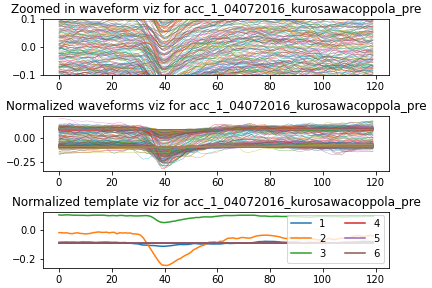 Zoomed in waveform viz for acc_1_04072016_kurosawacoppola_pre
0.1
0.0
−0.1
0 20 40 60 80 100 120
Normalized waveforms viz for acc_1_04072016_kurosawacoppola_pre
0.00
−0.25
0 20 40 60 80 100 120
Normalized template viz for acc_1_04072016_kurosawacoppola_pre
0.0
−0.2
1 4
2 5
3 6
0 20 40 60 80 100 120